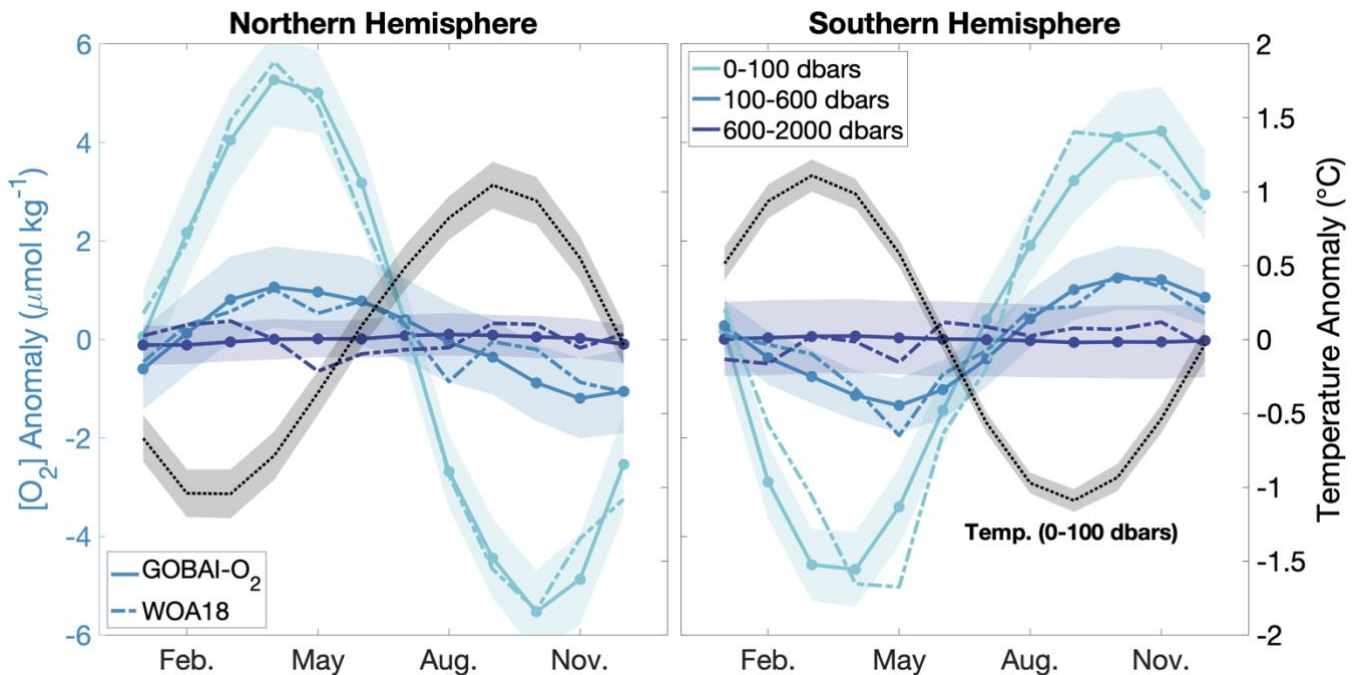 Northern Hemisphere
Southern Hemisphere
6
4
2
0
-2
-4
-6
[O₂] Anomaly (μmol kg⁻¹)
GOBAI-O₂
WOA18
Feb.
May
Aug.
Nov.
0-100 dbars
100-600 dbars
600-2000 dbars
Temp. (0-100 dbars)
Feb.
May
Aug.
Nov.
2
1.5
1
0.5
0
-0.5
-1
-1.5
-2
Temperature Anomaly (°C)